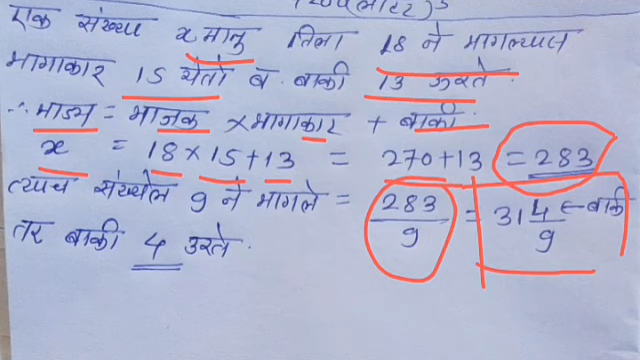 एक संख्या x मानु तिला 18 ने भागल्यास
भागाकार 15 येतो व बाकी 13 उरते.
∴ भाज्य = भाजक × भागाकार + बाकी
x = 18 × 15 + 13 = 270 + 13 = 283
त्याच संख्येला 9 ने भागले = 283/9 = 31 4/9 ← बाकी
तर बाकी 4 उरते.